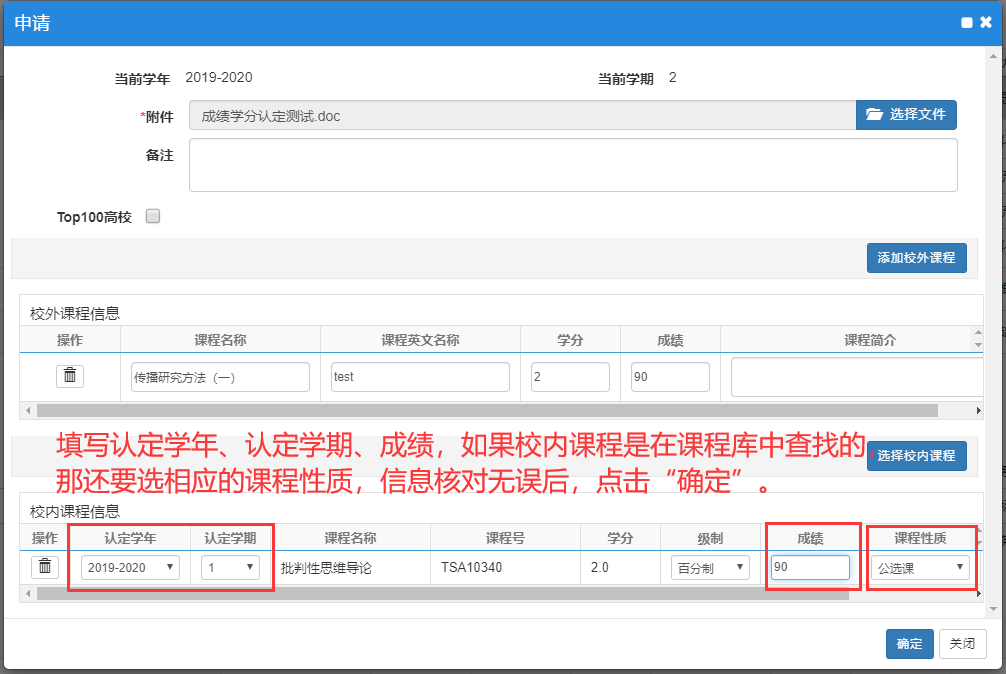 申请
当前学年 2019-2020 当前学期 2
*附件 成绩学分认定测试.doc 选择文件
备注
Top100高校
添加校外课程
校外课程信息
操作 课程名称 课程英文名称 学分 成绩 课程简介
传播研究方法（一） test 2 90
填写认定学年、认定学期、成绩，如果校内课程是在课程库中查找的，
选择校内课程
那还要选相应的课程性质，信息核对无误后，点击“确定”。
校内课程信息
操作 认定学年 认定学期 课程名称 课程号 学分 级制 成绩 课程性质
2019-2020 1 批判性思维导论 TSA10340 2.0 百分制 90 公选课
确定 关闭